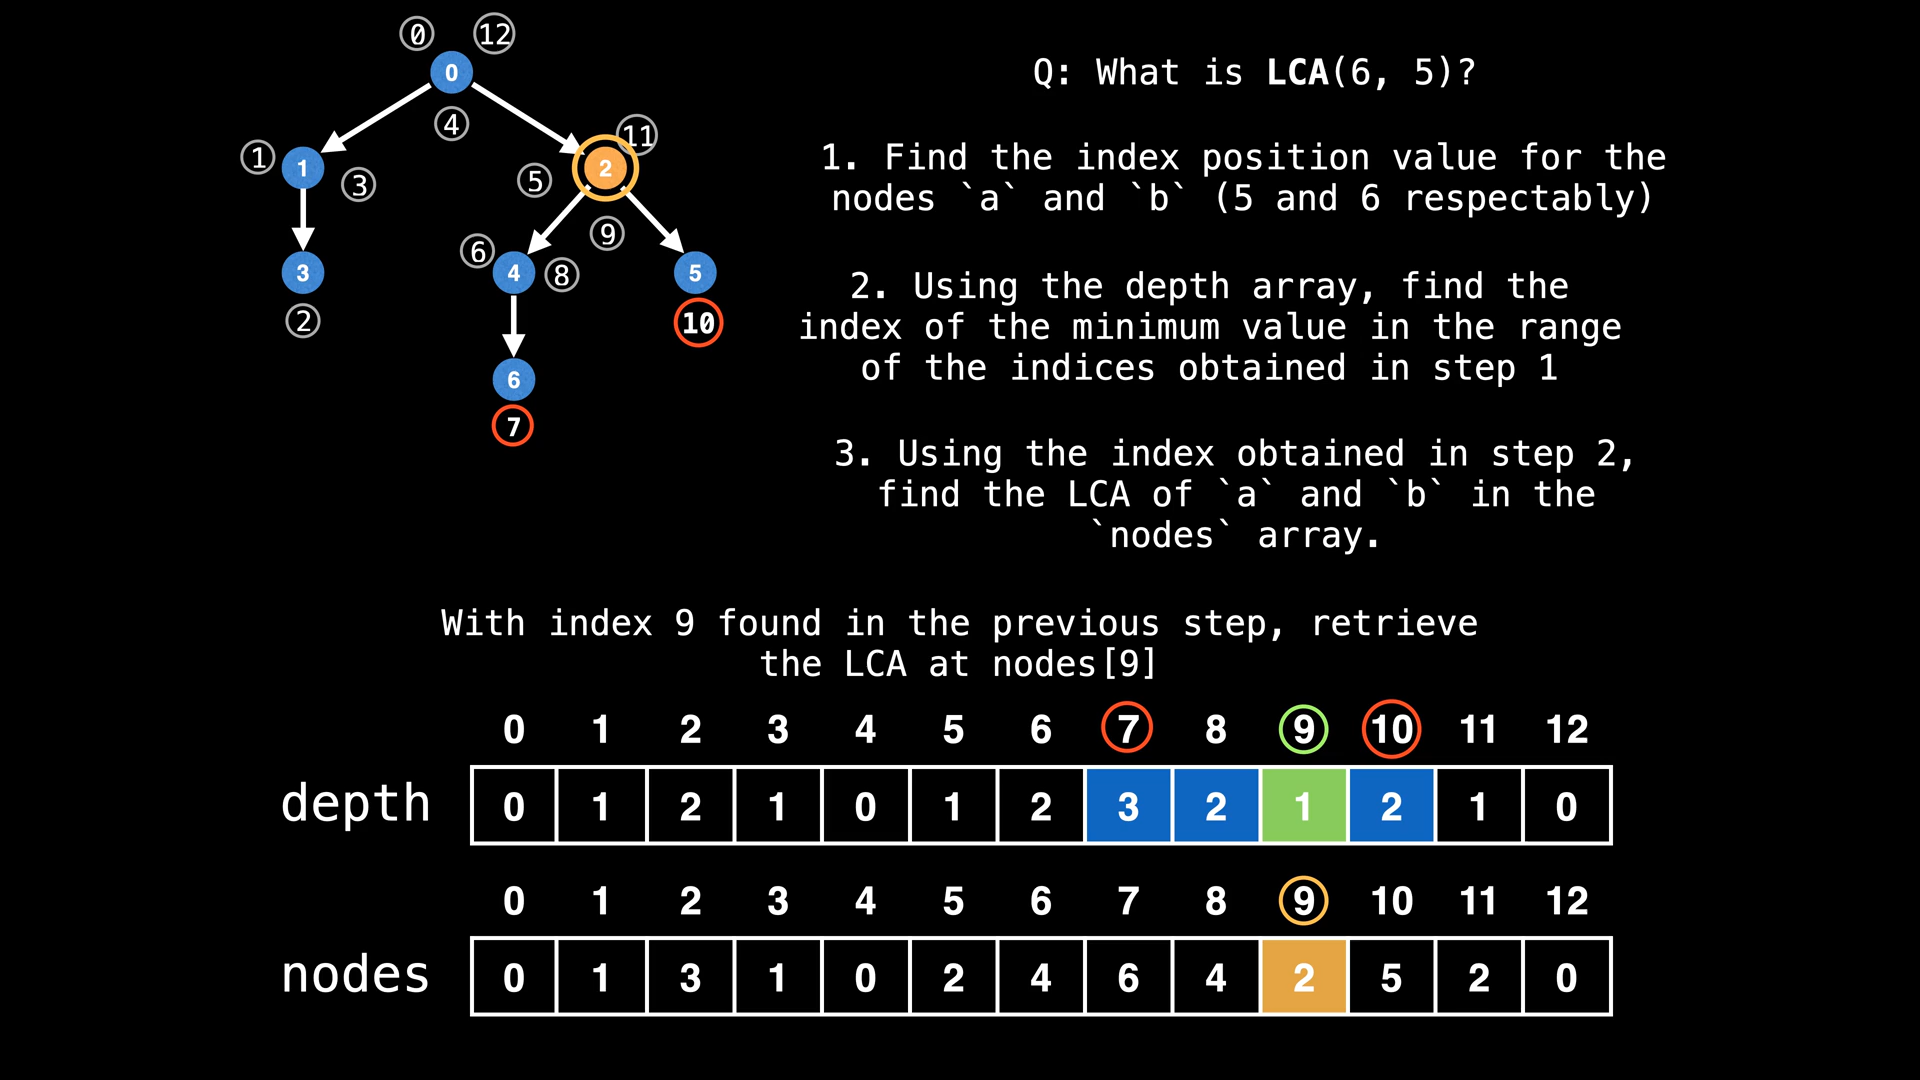 0 12
0
4
11
1 1 3 5 2
9
6 4 8 5
3
2 10
6
7
Q: What is LCA(6, 5)?
1. Find the index position value for the
nodes `a` and `b` (5 and 6 respectably)
2. Using the depth array, find the
index of the minimum value in the range
of the indices obtained in step 1
3. Using the index obtained in step 2,
find the LCA of `a` and `b` in the
`nodes` array.
With index 9 found in the previous step, retrieve
the LCA at nodes[9]
0 1 2 3 4 5 6 7 8 9 10 11 12
depth 0 1 2 1 0 1 2 3 2 1 2 1 0
0 1 2 3 4 5 6 7 8 9 10 11 12
nodes 0 1 3 1 0 2 4 6 4 2 5 2 0